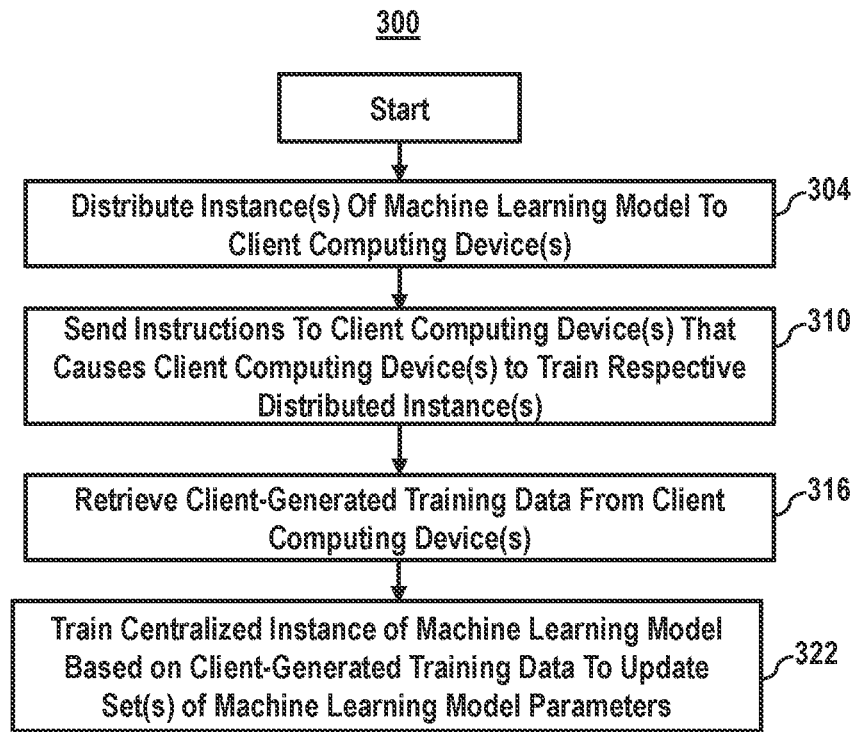 300
Start
Distribute Instance(s) Of Machine Learning Model To
Client Computing Device(s)
304
Send Instructions To Client Computing Device(s) That
Causes Client Computing Device(s) to Train Respective
Distributed Instance(s)
310
Retrieve Client-Generated Training Data From Client
Computing Device(s)
316
Train Centralized Instance of Machine Learning Model
Based on Client-Generated Training Data To Update
Set(s) of Machine Learning Model Parameters
322